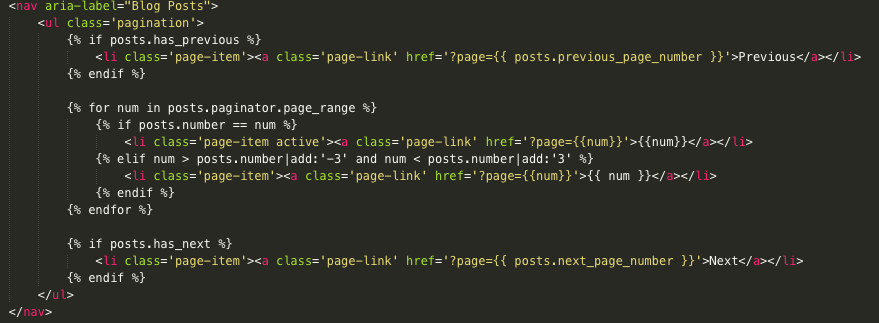 <nav aria-label="Blog Posts">
    <ul class='pagination'>
        {% if posts.has_previous %}
            <li class='page-item'><a class='page-link' href='?page={{ posts.previous_page_number }}'>Previous</a></li>
        {% endif %}

        {% for num in posts.paginator.page_range %}
            {% if posts.number == num %}
                <li class='page-item active'><a class='page-link' href='?page={{num}}'>{{num}}</a></li>
            {% elif num > posts.number|add:'-3' and num < posts.number|add:'3' %}
                <li class='page-item'><a class='page-link' href='?page={{num}}'>{{ num }}</a></li>
            {% endif %}
        {% endfor %}

        {% if posts.has_next %}
            <li class='page-item'><a class='page-link' href='?page={{ posts.next_page_number }}'>Next</a></li>
        {% endif %}
    </ul>
</nav>